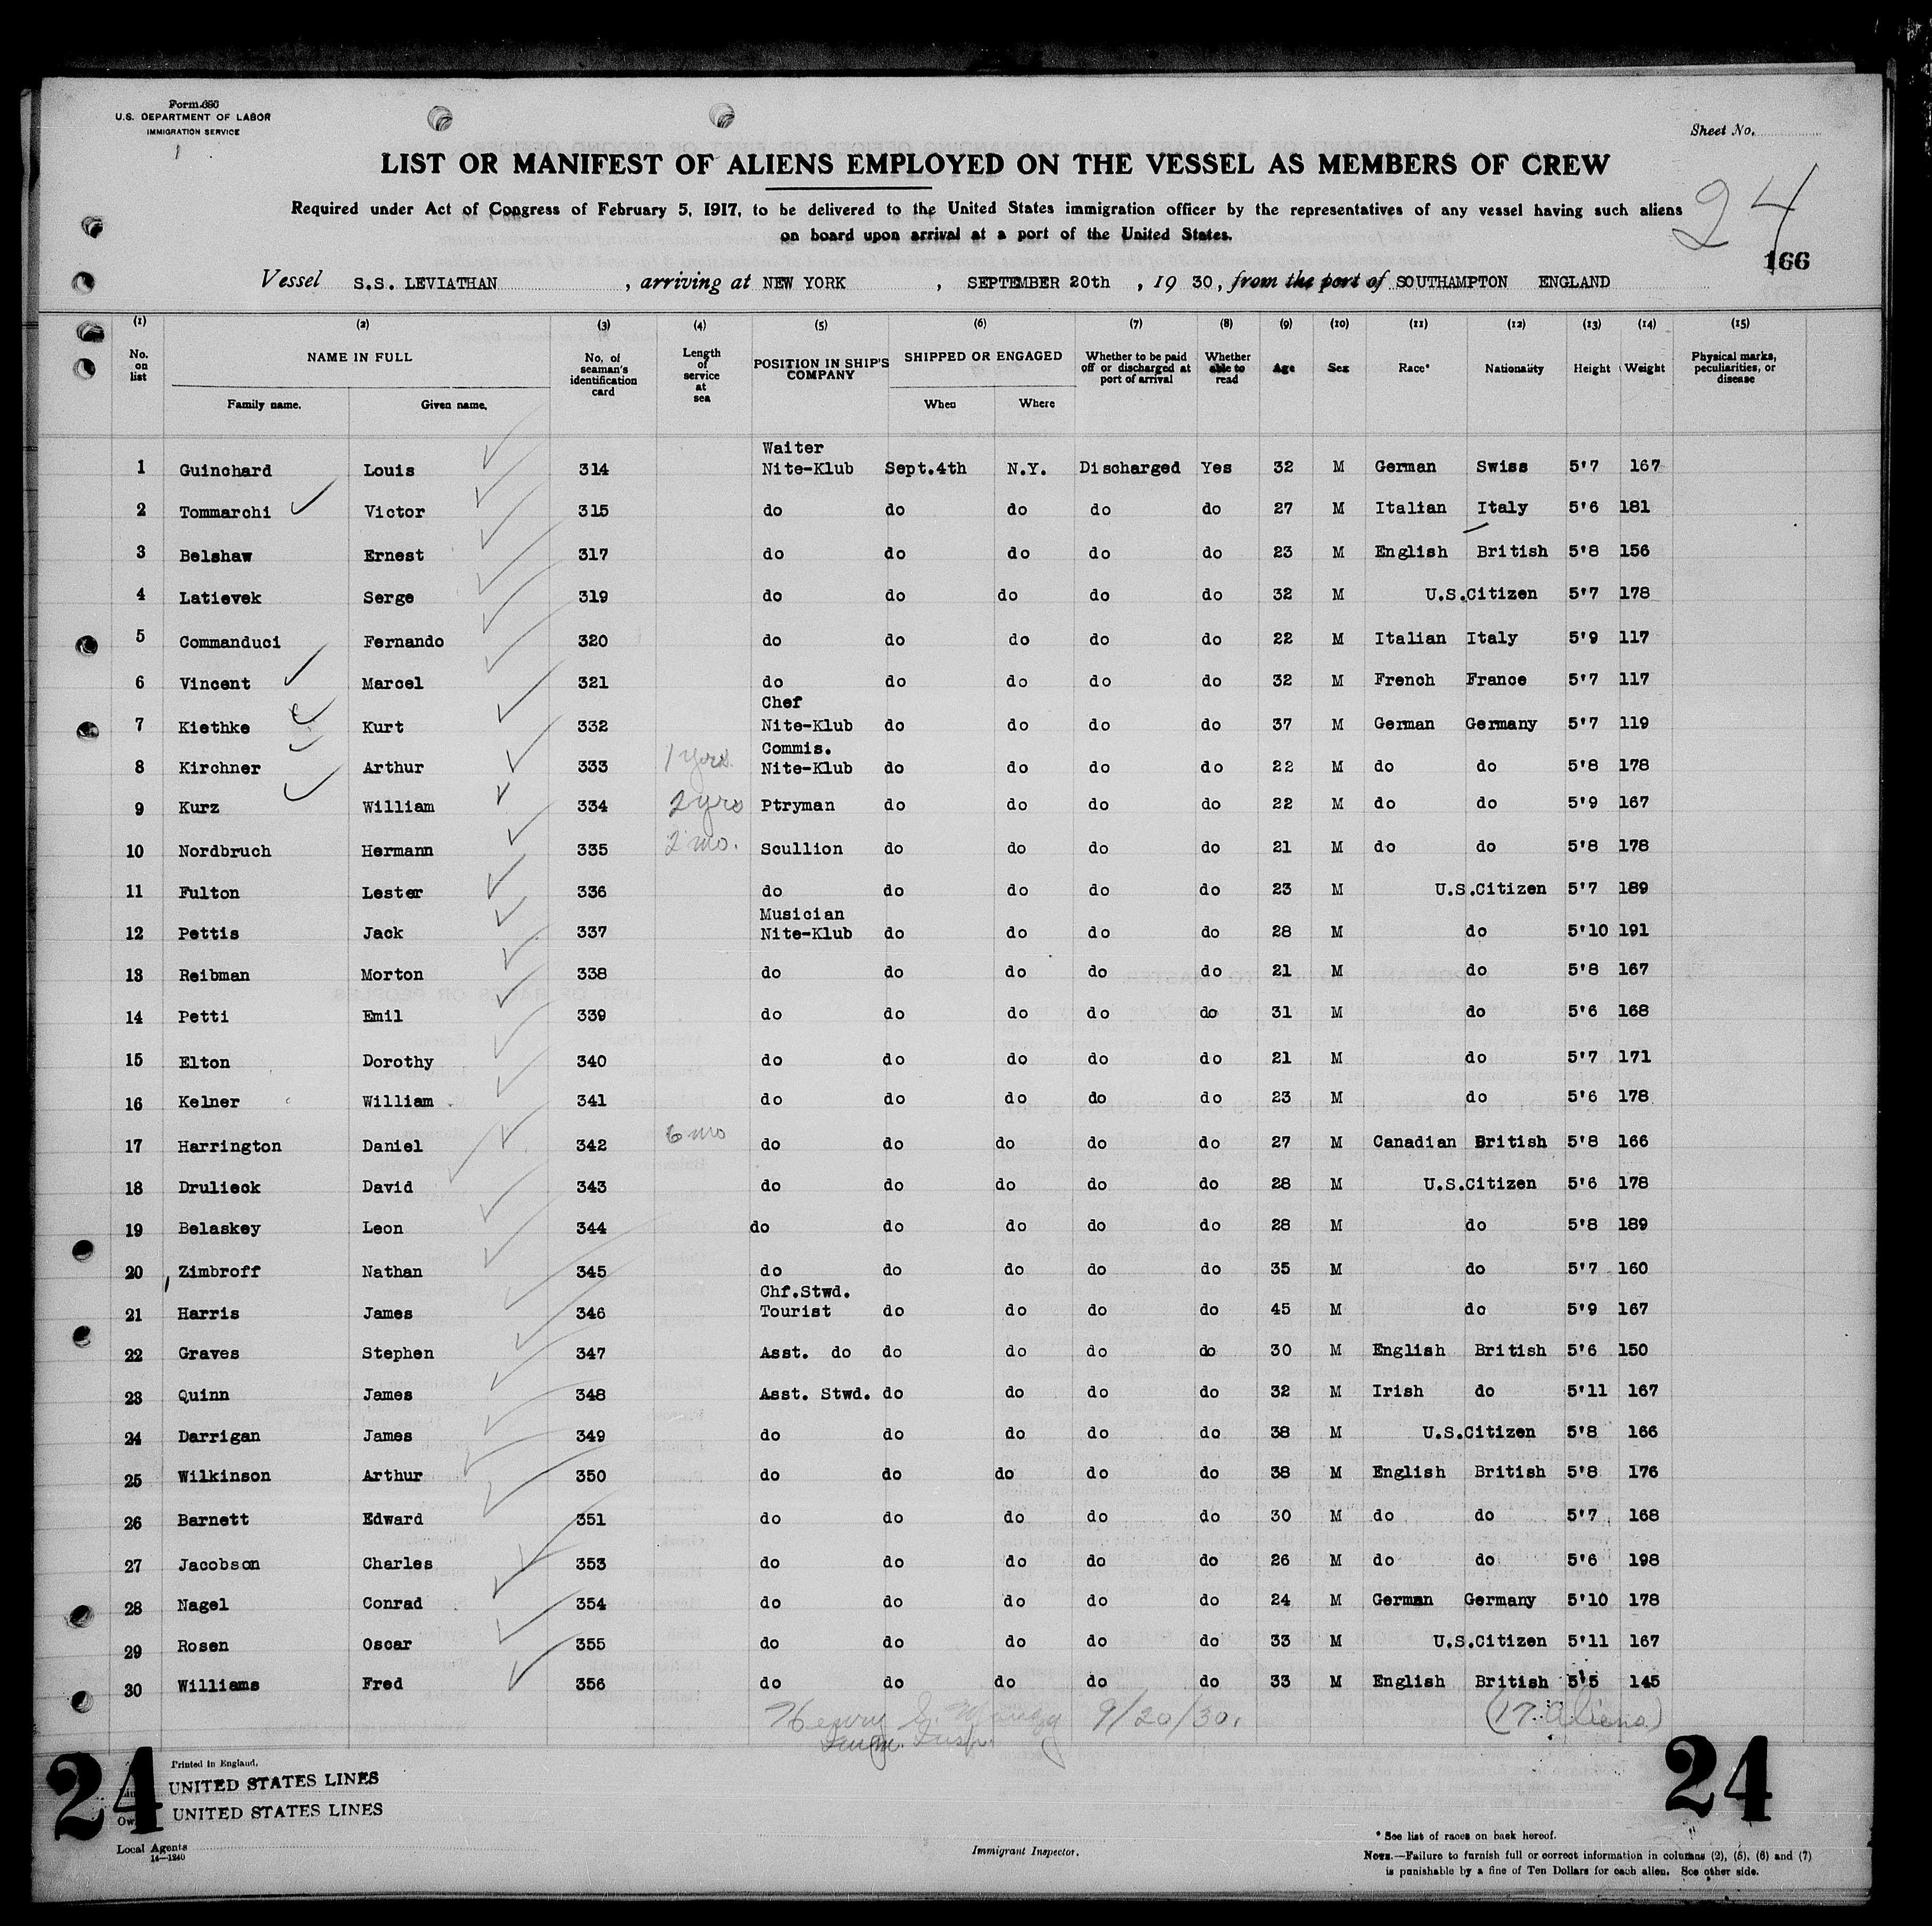 Form 686
U.S. DEPARTMENT OF LABOR
IMMIGRATION SERVICE
Sheet No.
LIST OR MANIFEST OF ALIENS EMPLOYED ON THE VESSEL AS MEMBERS OF CREW
24
Required under Act of Congress of February 5, 1917, to be delivered to the United States immigration officer by the representatives of any vessel having such aliens
on board upon arrival at a port of the United States.
166
Vessel S.S. LEVIATHAN , arriving at NEW YORK , SEPTEMBER 20th , 19 30, from the port of SOUTHAMPTON ENGLAND
(1) (2) (3) (4) (5) (6) (7) (8) (9) (10) (11) (12) (13) (14) (15)
No. on list NAME IN FULL Family name. Given name. No. of seaman's identification card Length of service at sea POSITION IN SHIP'S COMPANY SHIPPED OR ENGAGED When Where Whether to be paid off or discharged at port of arrival Whether able to read Age Sex Race* Nationality Height Weight Physical marks, peculiarities, or disease
Waiter
1 Guinchard Louis 314 Nite-Klub Sept.4th N.Y. Discharged Yes 32 M German Swiss 5'7 167
2 Tommarchi Victor 315 do do do do do 27 M Italian Italy 5'6 181
3 Belshaw Ernest 317 do do do do do 23 M English British 5'8 156
4 Latievek Serge 319 do do do do do 32 M U.S.Citizen 5'7 178
5 Commanduci Fernando 320 do do do do do 22 M Italian Italy 5'9 117
6 Vincent Marcel 321 do do do do do 32 M French France 5'7 117
Chef
7 Kiethke Kurt 332 Nite-Klub do do do do 37 M German Germany 5'7 119
Commis.
8 Kirchner Arthur 333 1 yrs. Nite-Klub do do do do 22 M do do 5'8 178
9 Kurz William 334 2 yrs Ptryman do do do do 22 M do do 5'9 167
10 Nordbruch Hermann 335 2 mo. Scullion do do do do 21 M do do 5'8 178
11 Fulton Lester 336 do do do do do 23 M U.S.Citizen 5'7 189
Musician
12 Pettis Jack 337 Nite-Klub do do do do 28 M do 5'10 191
13 Reibman Morton 338 do do do do do 21 M do 5'8 167
14 Petti Emil 339 do do do do do 31 M do 5'6 168
15 Elton Dorothy 340 do do do do do 21 M do 5'7 171
16 Kelner William 341 do do do do do 23 M do 5'6 178
17 Harrington Daniel 342 6 mo do do do do do 27 M Canadian British 5'8 166
18 Drulieck David 343 do do do do do 28 M U.S.Citizen 5'6 178
19 Belaskey Leon 344 do do do do do 28 M do 5'8 189
20 Zimbroff Nathan 345 do do do do do 35 M do 5'7 160
Chf.Stwd.
21 Harris James 346 Tourist do do do do 45 M do 5'9 167
22 Graves Stephen 347 Asst. do do do do do 30 M English British 5'6 150
23 Quinn James 348 Asst. Stwd. do do do do 32 M Irish do 5'11 167
24 Darrigan James 349 do do do do do 38 M U.S.Citizen 5'8 166
25 Wilkinson Arthur 350 do do do do do 38 M English British 5'8 176
26 Barnett Edward 351 do do do do do 30 M do do 5'7 168
27 Jacobson Charles 353 do do do do do 26 M do do 5'6 198
28 Nagel Conrad 354 do do do do do 24 M German Germany 5'10 178
29 Rosen Oscar 355 do do do do do 33 M U.S.Citizen 5'11 167
30 Williams Fred 356 do do do do do 33 M English British 5'5 145
Henry 9/20/30. (17 aliens)
Imm. Insp.
24 24
Printed in England.
UNITED STATES LINES
UNITED STATES LINES
Local Agents
14—1240
Immigrant Inspector.
* See list of races on back hereof.
NOTE.—Failure to furnish full or correct information in columns (2), (5), (6) and (7)
is punishable by a fine of Ten Dollars for each alien. See other side.